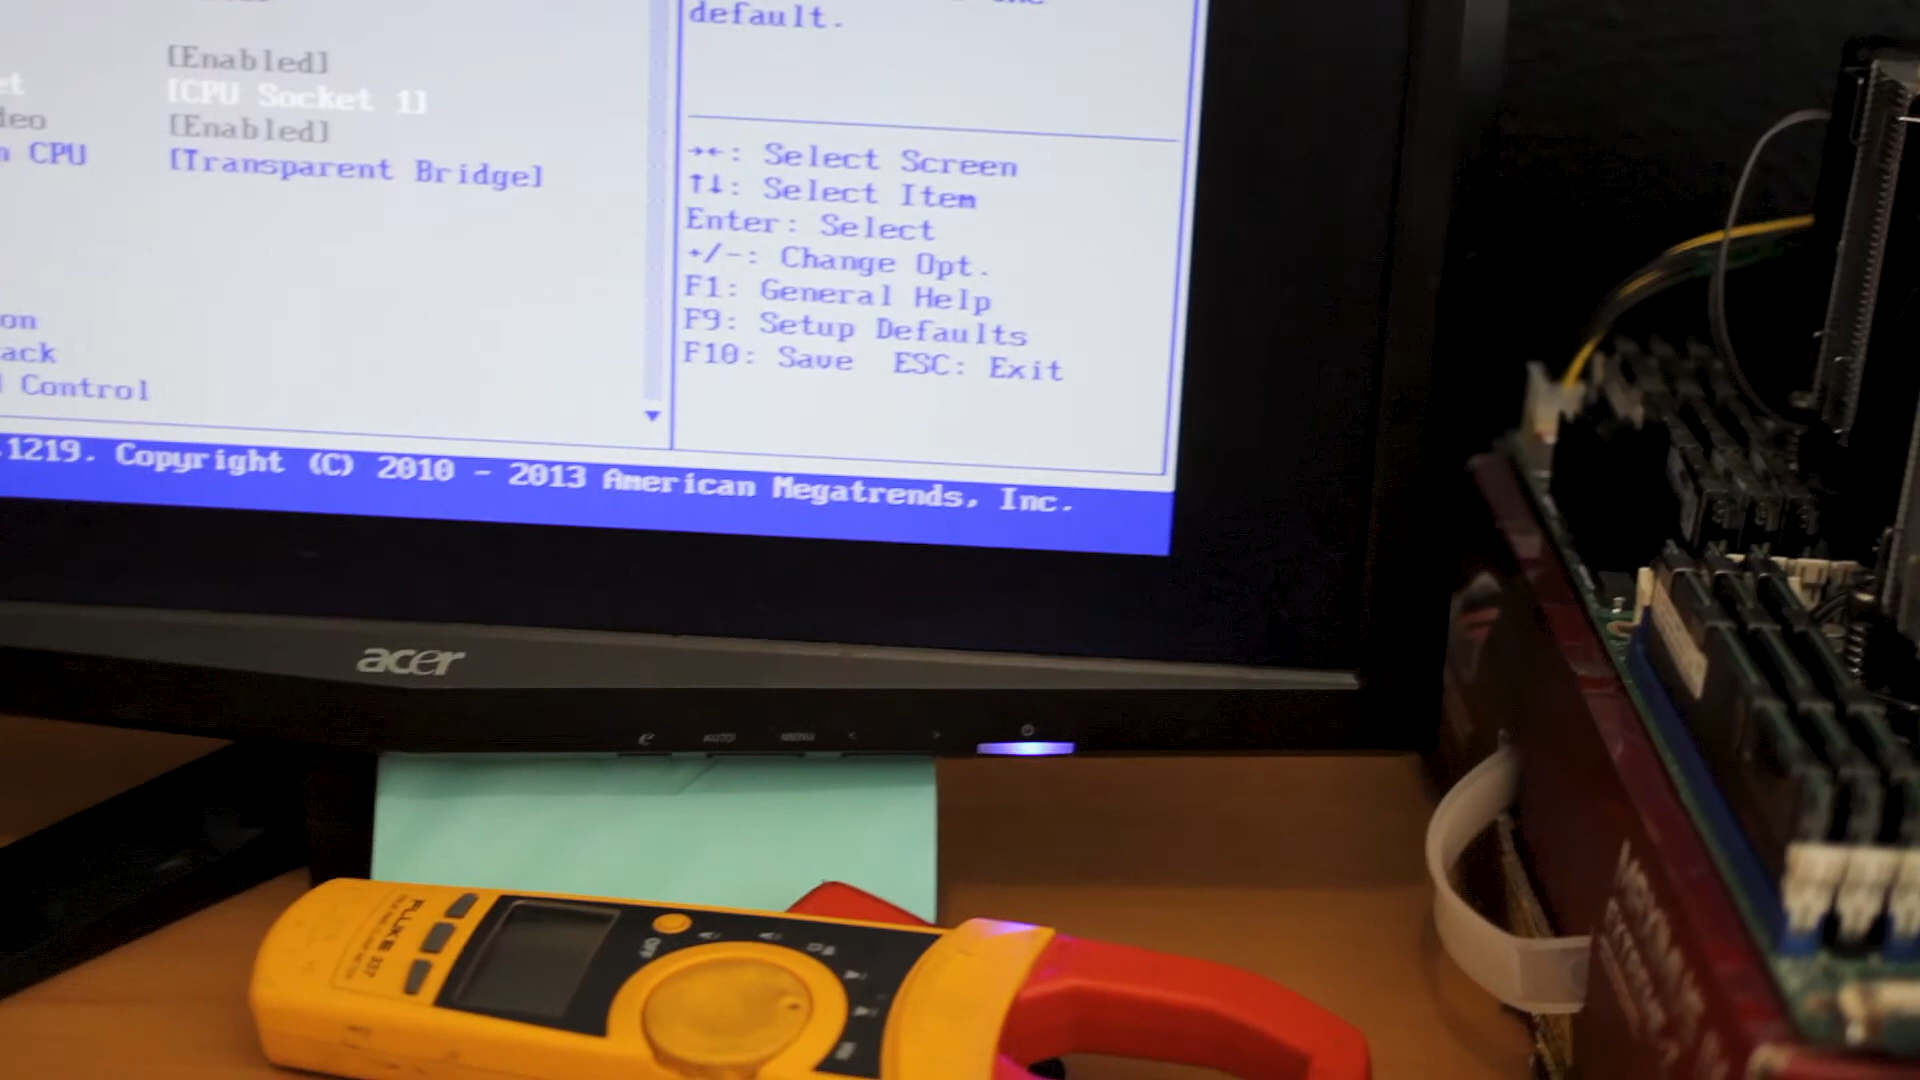 default.
[Enabled]
[CPU Socket 1]
deo [Enabled]
CPU [Transparent Bridge]
on
ack
Control
→←: Select Screen
↑↓: Select Item
Enter: Select
+/-: Change Opt.
F1: General Help
F9: Setup Defaults
F10: Save ESC: Exit
.1219. Copyright (C) 2010 - 2013 American Megatrends, Inc.
acer
e AUTO MENU < >
FLUKE 337
OFF